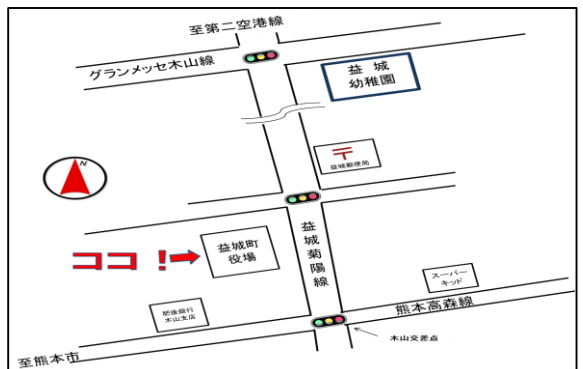 至第二空港線
グランメッセ木山線
益 城
幼稚園
N
〒
益城郵便局
益城菊陽線
ココ ！➡
益城町
役場
スーパー
キッド
肥後銀行
木山支店
熊本高森線
木山交差点
至熊本市